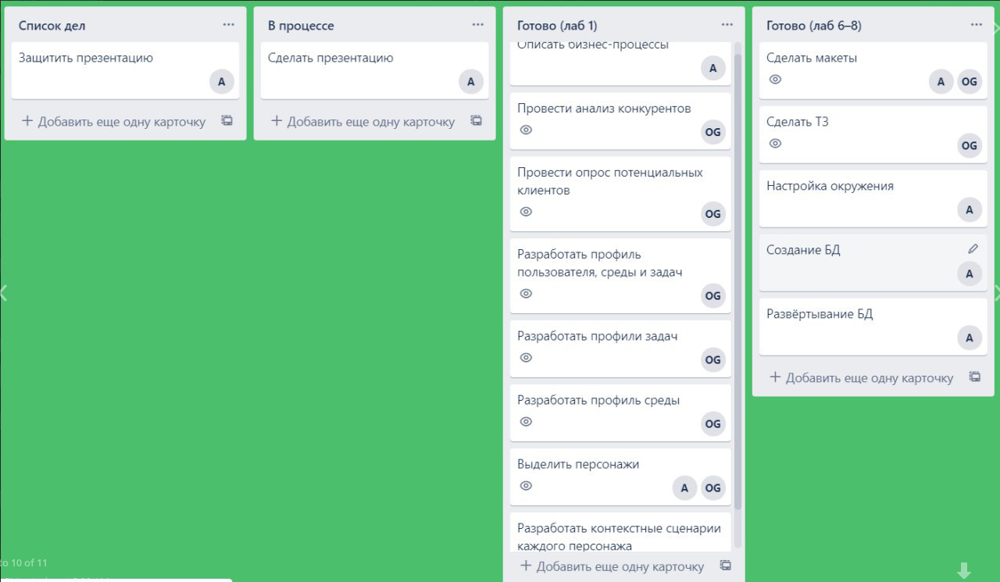 Список дел
Защитить презентацию
A
Добавить еще одну карточку
В процессе
Сделать презентацию
A
Добавить еще одну карточку
Готово (лаб 1)
Описать бизнес-процессы
A
Провести анализ конкурентов
OG
Провести опрос потенциальных
клиентов
OG
Разработать профиль
пользователя, среды и задач
OG
Разработать профили задач
OG
Разработать профиль среды
OG
Выделить персонажи
A OG
Разработать контекстные сценарии
каждого персонажа
Добавить еще одну карточку
Готово (лаб 6–8)
Сделать макеты
A OG
Сделать ТЗ
OG
Настройка окружения
A
Создание БД
A
Развёртывание БД
A
Добавить еще одну карточку
to 10 of 11